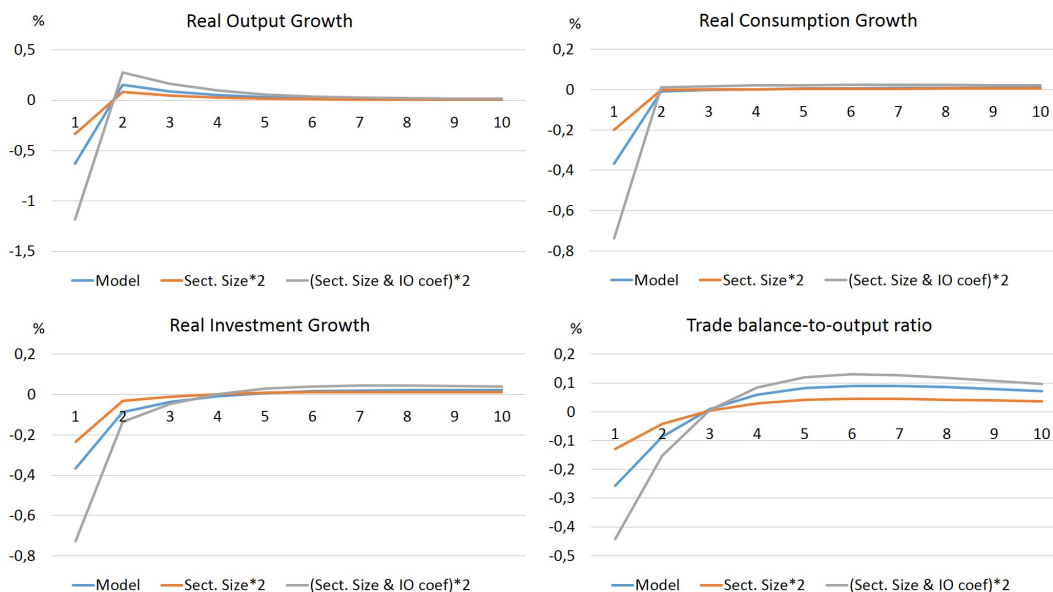 Real Output Growth
%
0,5
0
-0,5
-1
-1,5
1 2 3 4 5 6 7 8 9 10
Model Sect. Size*2 (Sect. Size & IO coef)*2
Real Consumption Growth
%
0,2
0
-0,2
-0,4
-0,6
-0,8
1 2 3 4 5 6 7 8 9 10
Model Sect. Size*2 (Sect. Size & IO coef)*2
Real Investment Growth
%
0,2
0
-0,2
-0,4
-0,6
-0,8
1 2 3 4 5 6 7 8 9 10
Model Sect. Size*2 (Sect. Size & IO coef)*2
Trade balance-to-output ratio
%
0,2
0,1
0
-0,1
-0,2
-0,3
-0,4
-0,5
1 2 3 4 5 6 7 8 9 10
Model Sect. Size*2 (Sect. Size & IO coef)*2